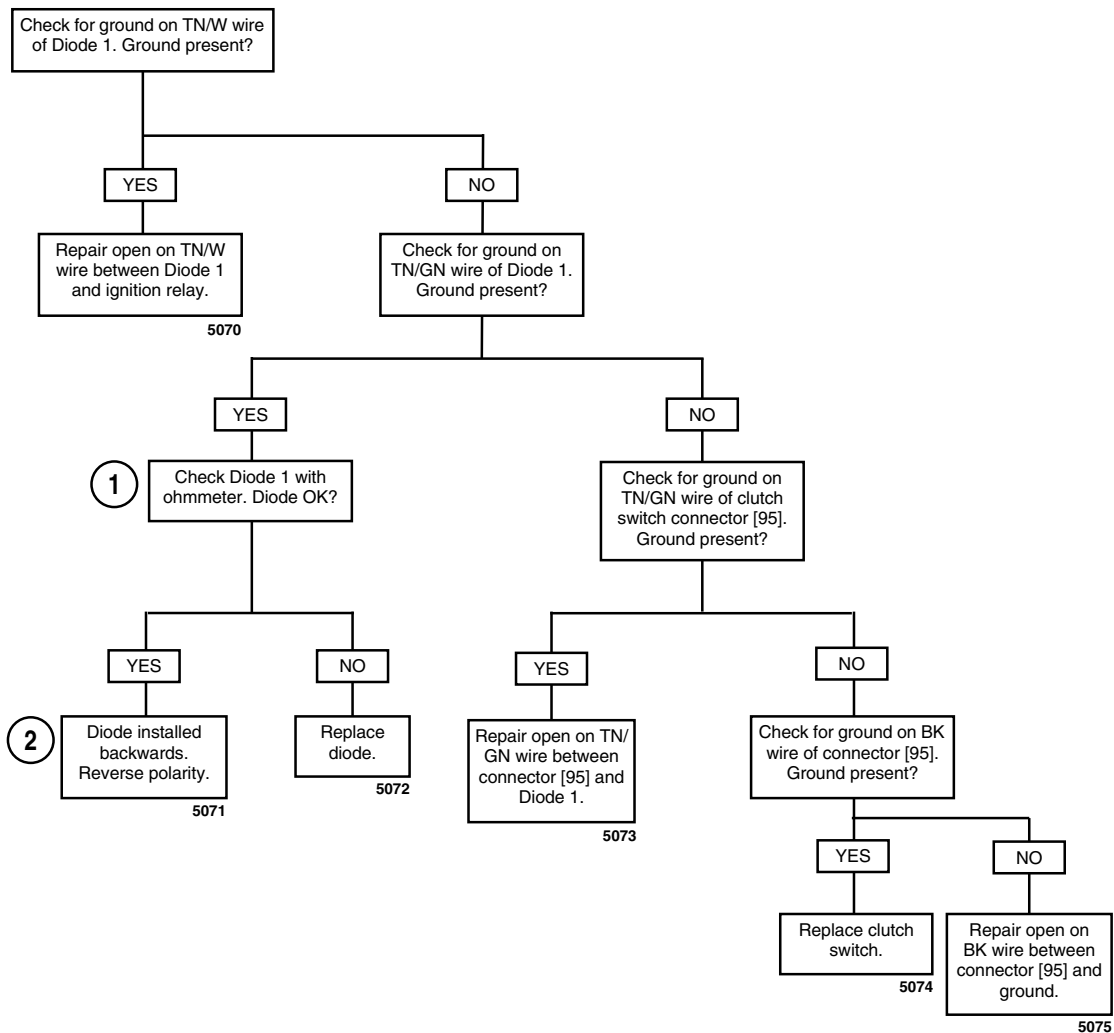 Check for ground on TN/W wire
of Diode 1. Ground present?
YES
NO
Repair open on TN/W
wire between Diode 1
and ignition relay.
5070
Check for ground on
TN/GN wire of Diode 1.
Ground present?
YES
NO
1
Check Diode 1 with
ohmmeter. Diode OK?
Check for ground on
TN/GN wire of clutch
switch connector [95].
Ground present?
YES
NO
YES
NO
2
Diode installed
backwards.
Reverse polarity.
5071
Replace
diode.
5072
Repair open on TN/
GN wire between
connector [95] and
Diode 1.
5073
Check for ground on BK
wire of connector [95].
Ground present?
YES
NO
Replace clutch
switch.
5074
Repair open on
BK wire between
connector [95] and
ground.
5075